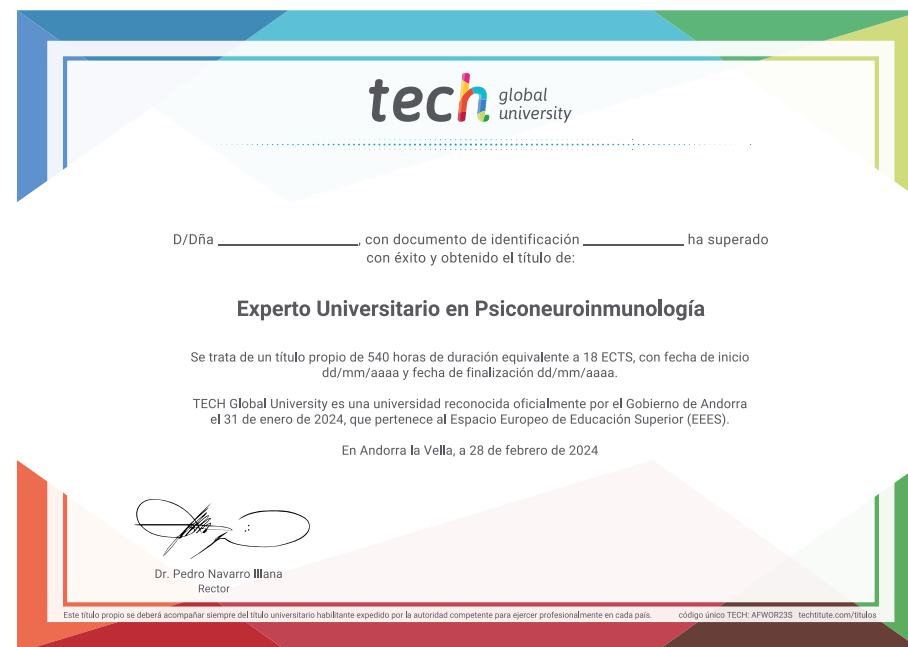 tech global university
D/Dña ________________, con documento de identificación ____________ ha superado
con éxito y obtenido el título de:
Experto Universitario en Psiconeuroinmunología
Se trata de un título propio de 540 horas de duración equivalente a 18 ECTS, con fecha de inicio
dd/mm/aaaa y fecha de finalización dd/mm/aaaa.
TECH Global University es una universidad reconocida oficialmente por el Gobierno de Andorra
el 31 de enero de 2024, que pertenece al Espacio Europeo de Educación Superior (EEES).
En Andorra la Vella, a 28 de febrero de 2024
Dr. Pedro Navarro Illana
Rector
Este título propio se deberá acompañar siempre del título universitario habilitante expedido por la autoridad competente para ejercer profesionalmente en cada país. código único TECH: AFWOR23S techtitute.com/titulos